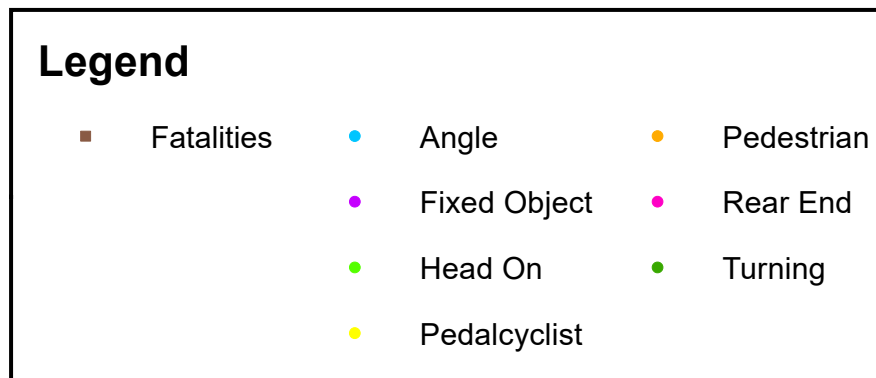 Legend
Fatalities
Angle
Pedestrian
Fixed Object
Rear End
Head On
Turning
Pedalcyclist